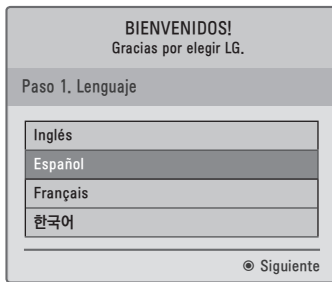 BIENVENIDOS!
Gracias por elegir LG.
Paso 1. Lenguaje
Inglés
Español
Français
한국어
◉ Siguiente